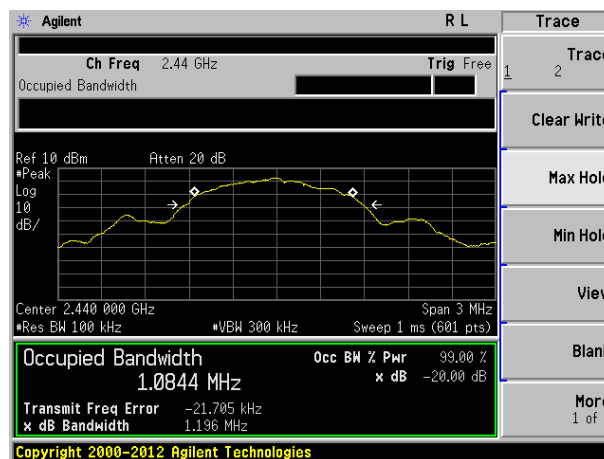 Agilent R L Trace
Ch Freq 2.44 GHz Trig Free
Occupied Bandwidth
Trace
1 2
Clear Write
Max Hold
Min Hold
View
Blank
More
1 of
Ref 10 dBm Atten 20 dB
#Peak
Log
10
dB/
Center 2.440 000 GHz Span 3 MHz
#Res BW 100 kHz #VBW 300 kHz Sweep 1 ms (601 pts)
Occupied Bandwidth Occ BW % Pwr 99.00 %
1.0844 MHz x dB -20.00 dB
Transmit Freq Error -21.705 kHz
x dB Bandwidth 1.196 MHz
Copyright 2000-2012 Agilent Technologies